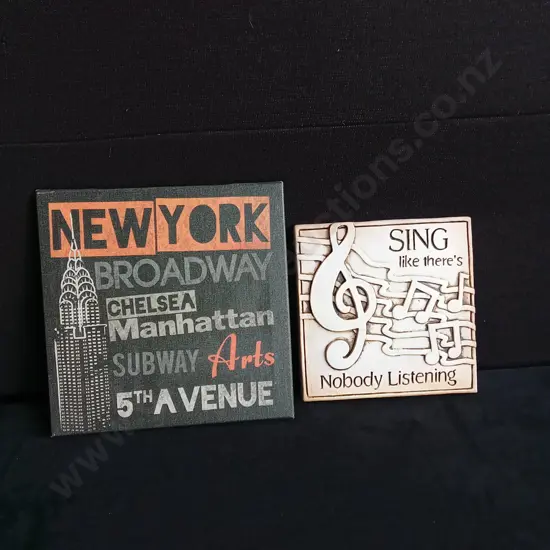 NEW YORK
BROADWAY
CHELSEA
Manhattan
SUBWAY Arts
5TH AVENUE
SING
like there's
Nobody Listening